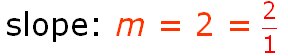 slope: m = 2 = 2/1